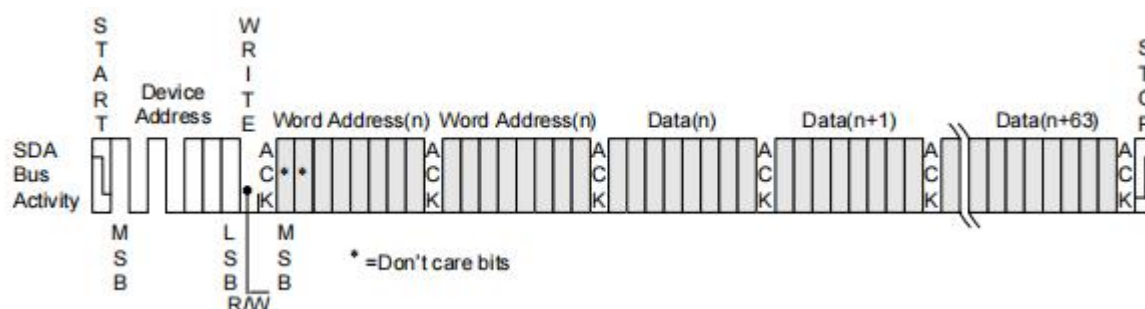 START
WRITE
STOP
Device
Address
Word Address(n) Word Address(n) Data(n) Data(n+1) Data(n+63)
SDA
Bus
Activity
ACK
* *
ACK
ACK
ACK
ACK
ACK
MSB
LSB
R/W
MSB
* =Don't care bits